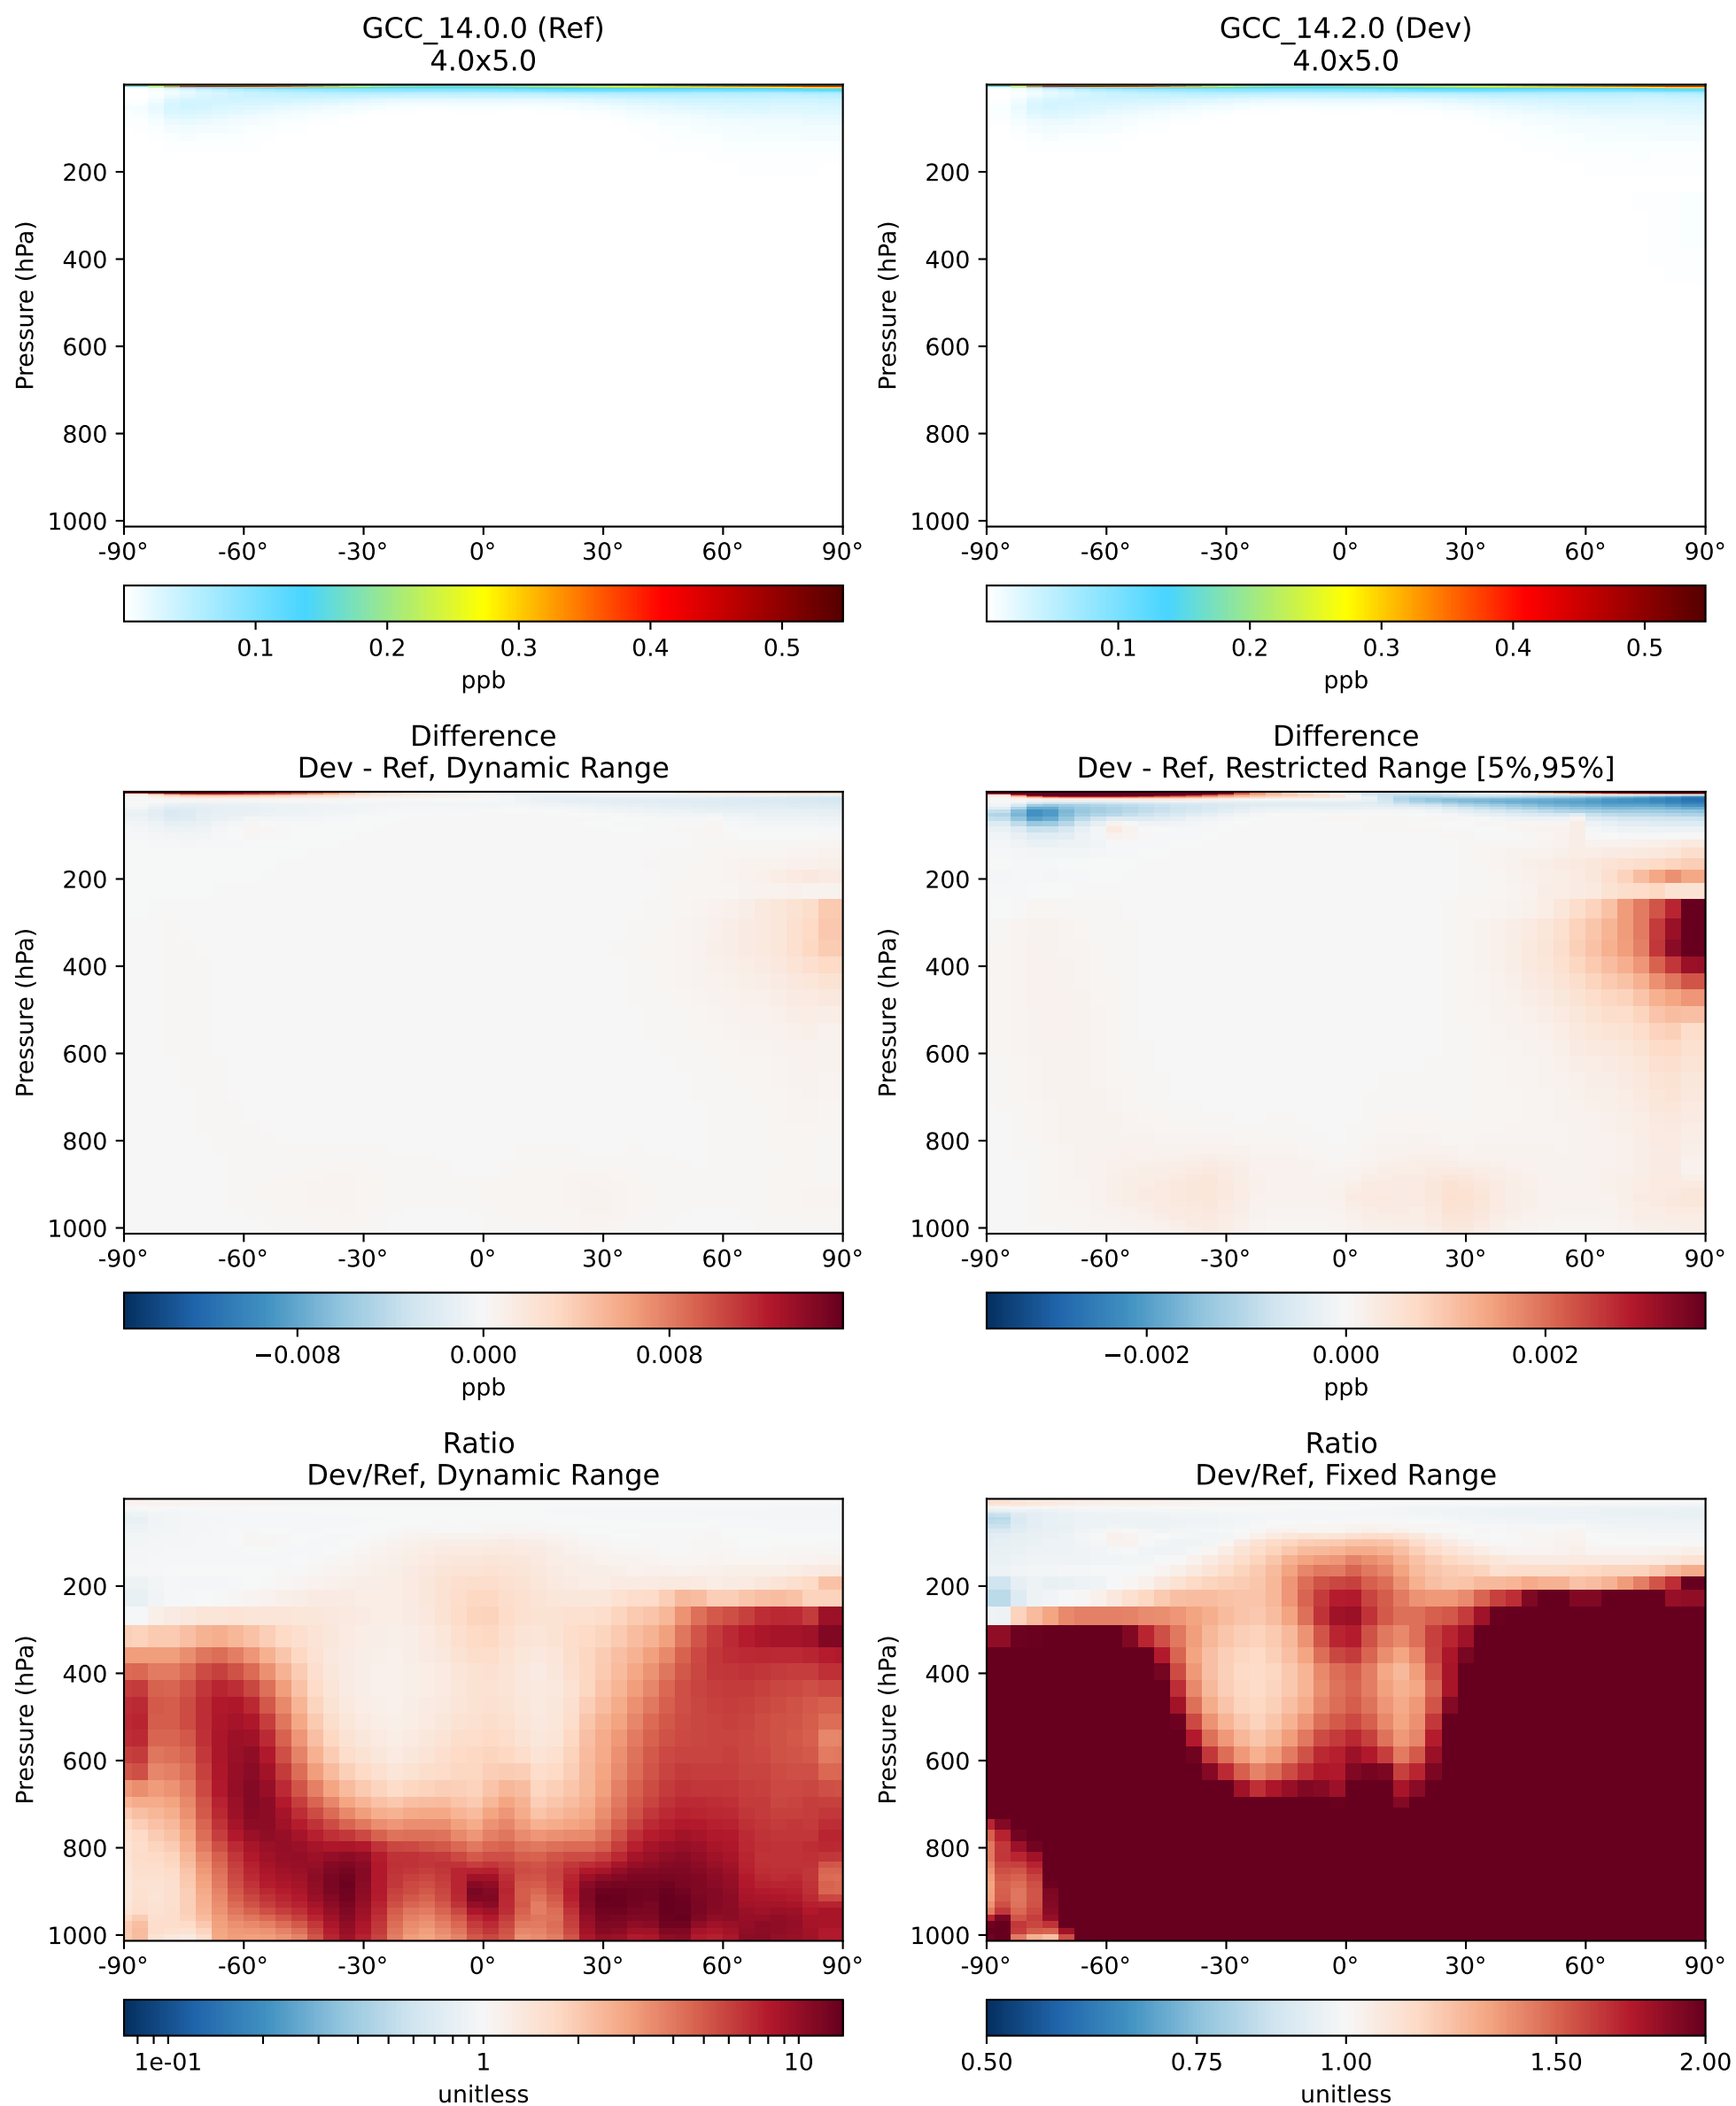 GCC_14.0.0 (Ref)
4.0x5.0
Pressure (hPa)
200
400
600
800
1000
-90° -60° -30° 0° 30° 60° 90°
0.1 0.2 0.3 0.4 0.5
ppb
GCC_14.2.0 (Dev)
4.0x5.0
Pressure (hPa)
200
400
600
800
1000
-90° -60° -30° 0° 30° 60° 90°
0.1 0.2 0.3 0.4 0.5
ppb
Difference
Dev - Ref, Dynamic Range
Pressure (hPa)
200
400
600
800
1000
-90° -60° -30° 0° 30° 60° 90°
−0.008 0.000 0.008
ppb
Difference
Dev - Ref, Restricted Range [5%,95%]
Pressure (hPa)
200
400
600
800
1000
-90° -60° -30° 0° 30° 60° 90°
−0.002 0.000 0.002
ppb
Ratio
Dev/Ref, Dynamic Range
Pressure (hPa)
200
400
600
800
1000
-90° -60° -30° 0° 30° 60° 90°
1e-01 1 10
unitless
Ratio
Dev/Ref, Fixed Range
Pressure (hPa)
200
400
600
800
1000
-90° -60° -30° 0° 30° 60° 90°
0.50 0.75 1.00 1.50 2.00
unitless